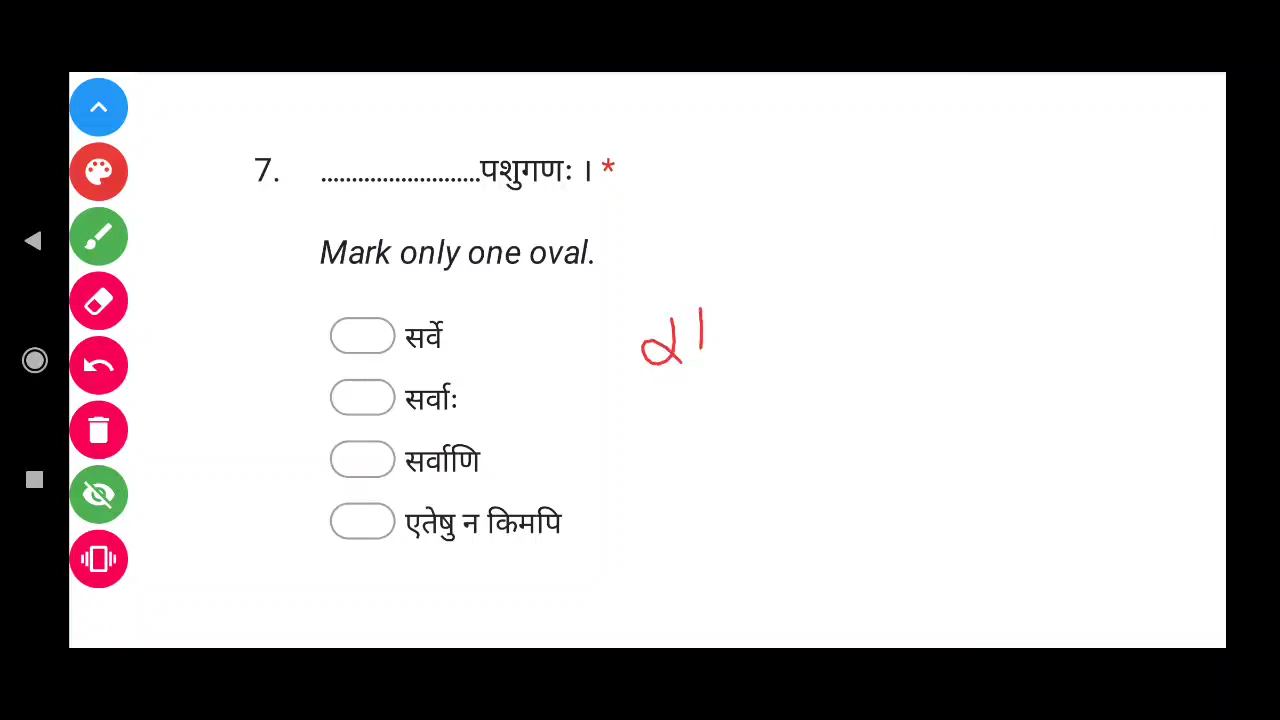 7. ..........................पशुगणः । *
Mark only one oval.
सर्वे
सर्वाः
सर्वाणि
एतेषु न किमपि